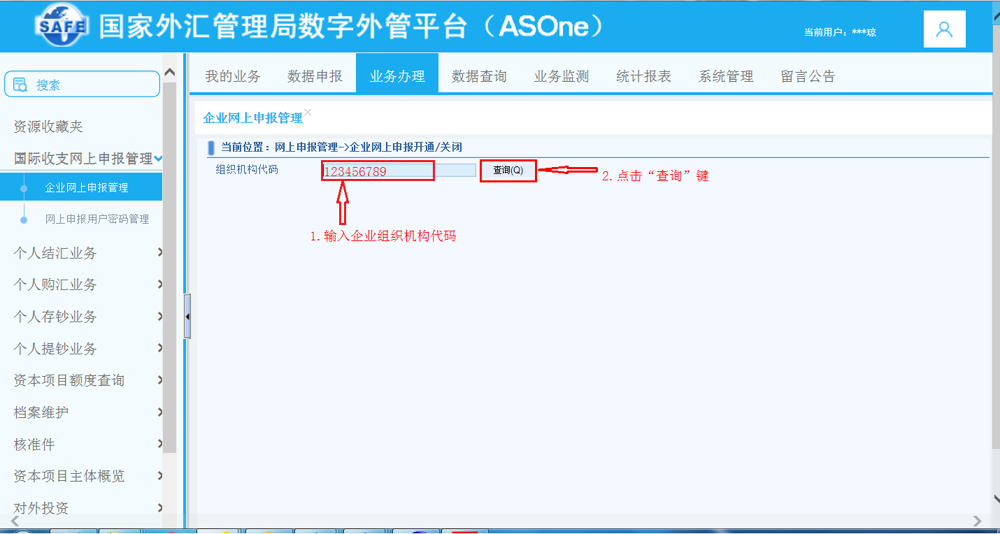 SAFE 国家外汇管理局数字外管平台（ASOne）
当前用户：***琼
搜索
资源收藏夹
国际收支网上申报管理
企业网上申报管理
网上申报用户密码管理
个人结汇业务
个人购汇业务
个人存钞业务
个人提钞业务
资本项目额度查询
档案维护
核准件
资本项目主体概览
对外投资
我的业务 数据申报 业务办理 数据查询 业务监测 统计报表 系统管理 留言公告
企业网上申报管理
当前位置：网上申报管理->企业网上申报开通/关闭
组织机构代码 123456789 查询(Q) 2.点击“查询”键
1.输入企业组织机构代码